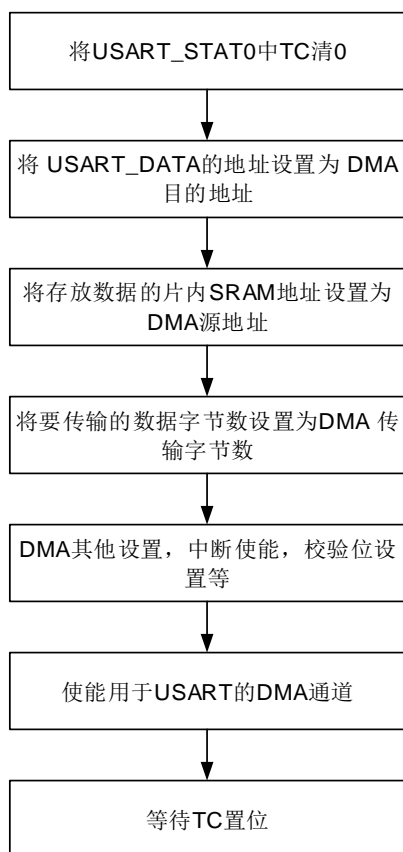 将USART_STAT0中TC清0
将 USART_DATA的地址设置为 DMA
目的地址
将存放数据的片内SRAM地址设置为
DMA源地址
将要传输的数据字节数设置为DMA 传
输字节数
DMA其他设置，中断使能，校验位设
置等
使能用于USART的DMA通道
等待TC置位